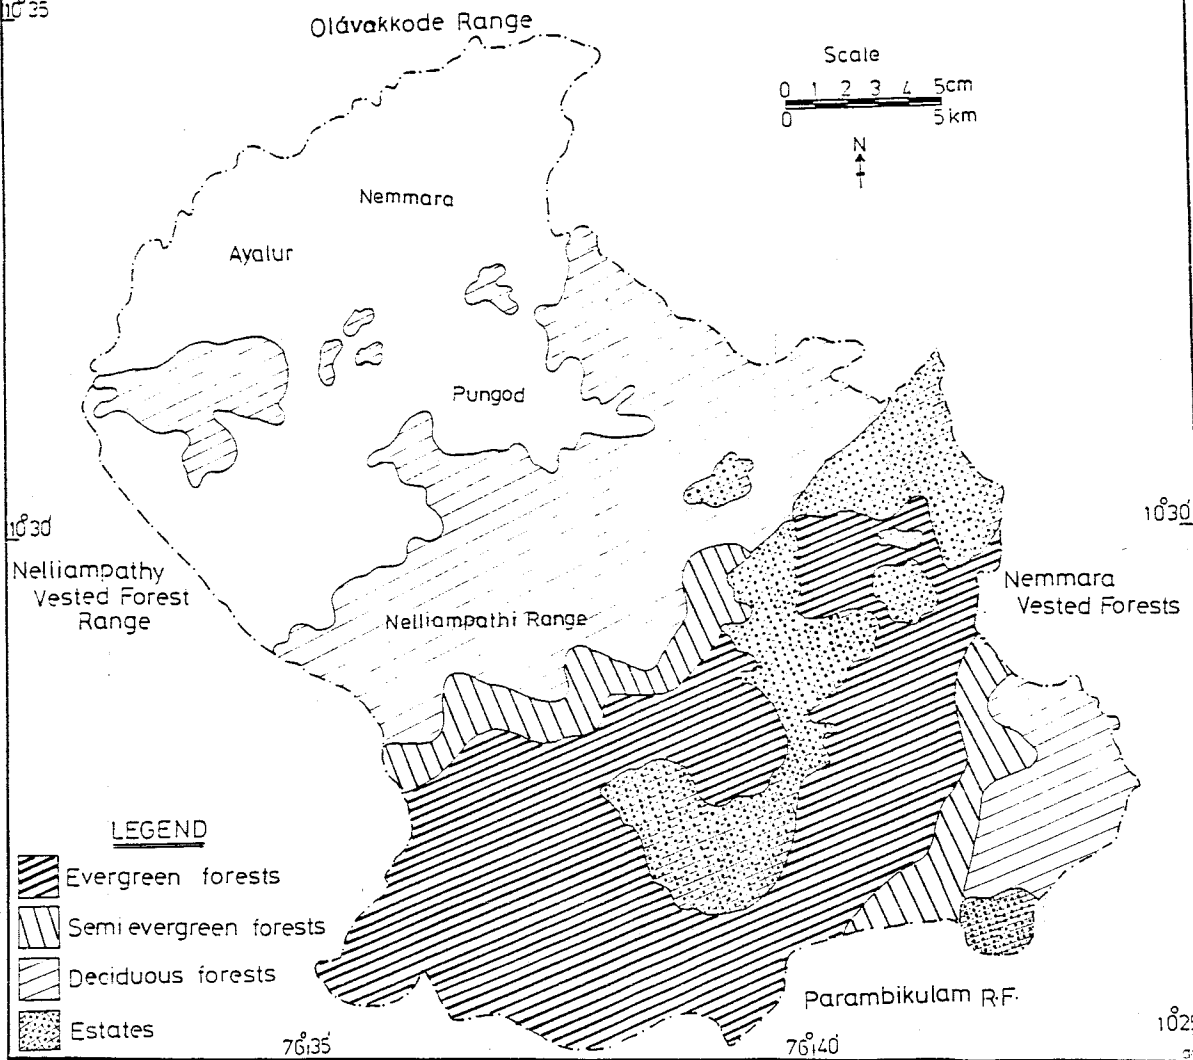 10°35
Olávakkode Range
Scale
0 1 2 3 4 5cm
0 5km
N
Nemmara
Ayalur
Pungod
10°30
10°30
Nelliampathy
Vested Forest
Range
Nelliampathi Range
Nemmara
Vested Forests
LEGEND
Evergreen forests
Semi evergreen forests
Deciduous forests
Estates
Parambikulam R.F.
76°35
76°40
10°25